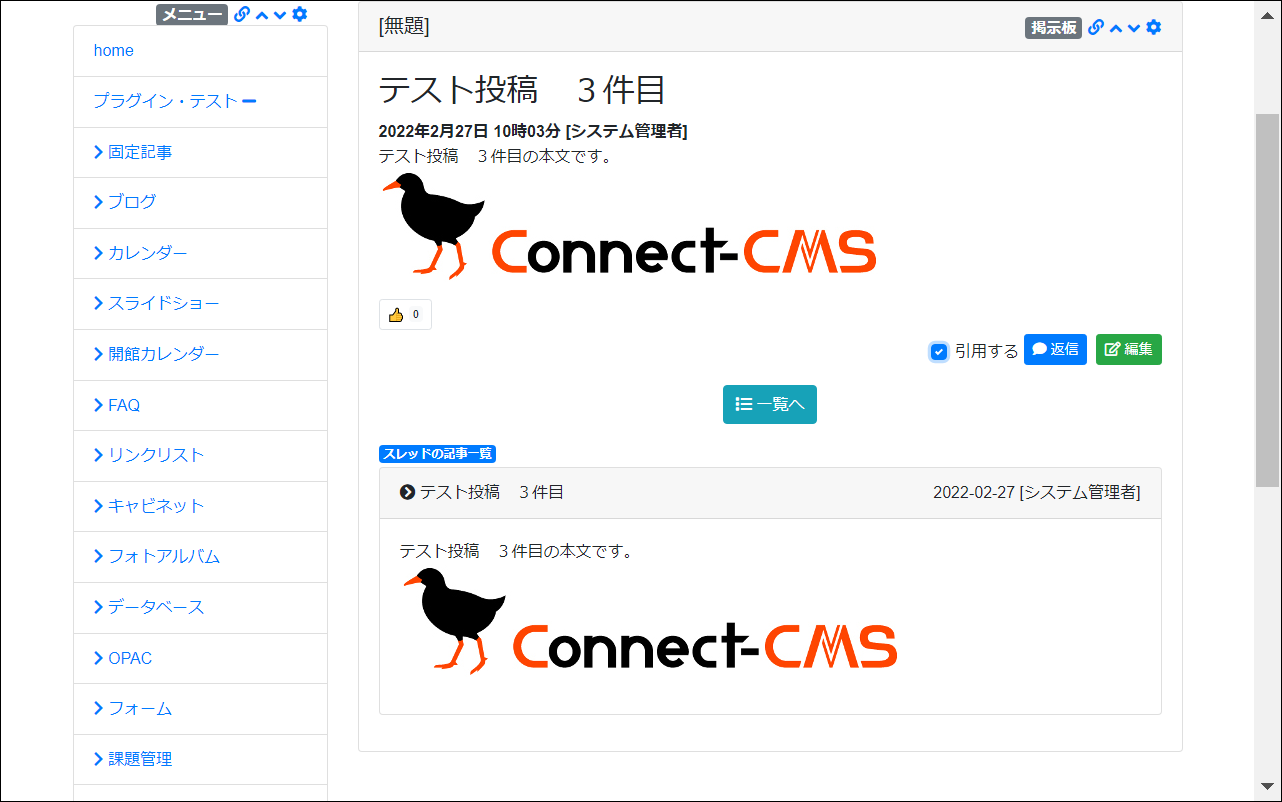 メニュー
home
プラグイン・テスト
固定記事
ブログ
カレンダー
スライドショー
開館カレンダー
FAQ
リンクリスト
キャビネット
フォトアルバム
データベース
OPAC
フォーム
課題管理
[無題]
掲示板
テスト投稿　３件目
2022年2月27日 10時03分 [システム管理者]
テスト投稿　３件目の本文です。
Connect-CMS
0
引用する 返信 編集
一覧へ
スレッドの記事一覧
テスト投稿　３件目 2022-02-27 [システム管理者]
テスト投稿　３件目の本文です。
Connect-CMS